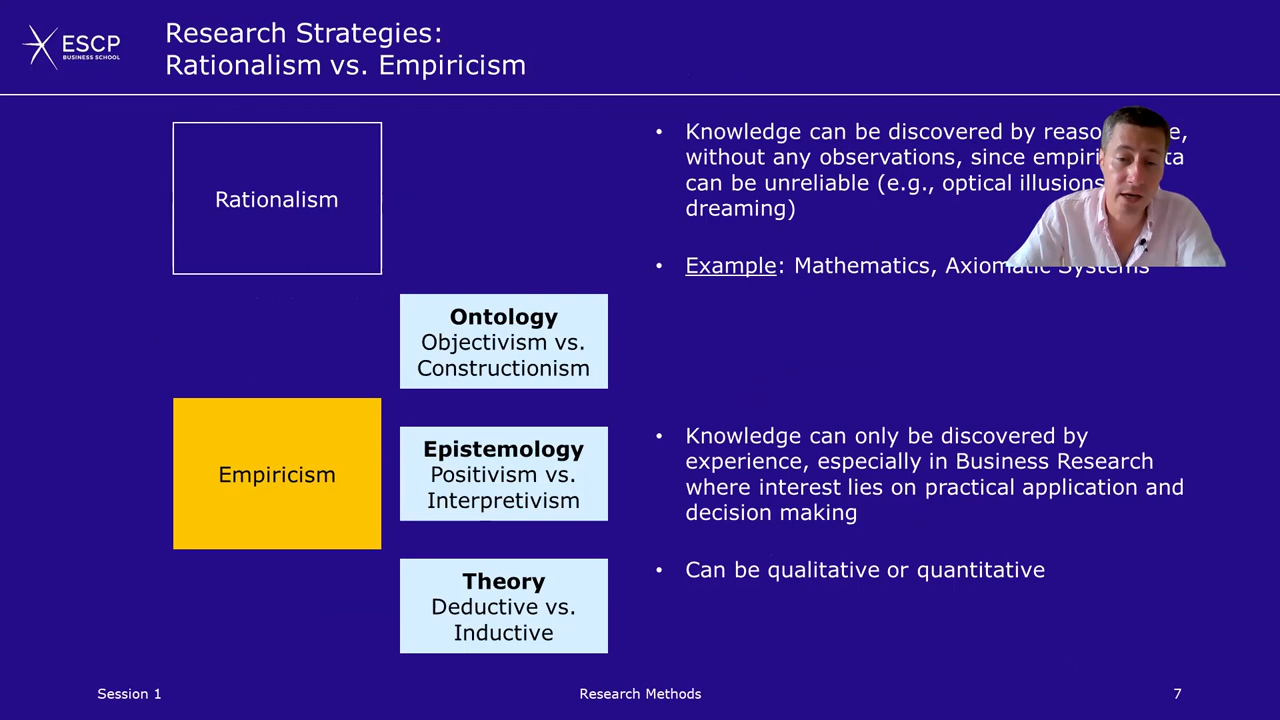 ESCP
BUSINESS SCHOOL
Research Strategies:
Rationalism vs. Empiricism
Rationalism
• Knowledge can be discovered by
without any observations, since
can be unreliable (e.g., optical illusions
dreaming)
• Example: Mathematics, Axiomatic Systems
Ontology
Objectivism vs.
Constructionism
Empiricism
Epistemology
Positivism vs.
Interpretivism
• Knowledge can only be discovered by
experience, especially in Business Research
where interest lies on practical application and
decision making
• Can be qualitative or quantitative
Theory
Deductive vs.
Inductive
Session 1
Research Methods
7